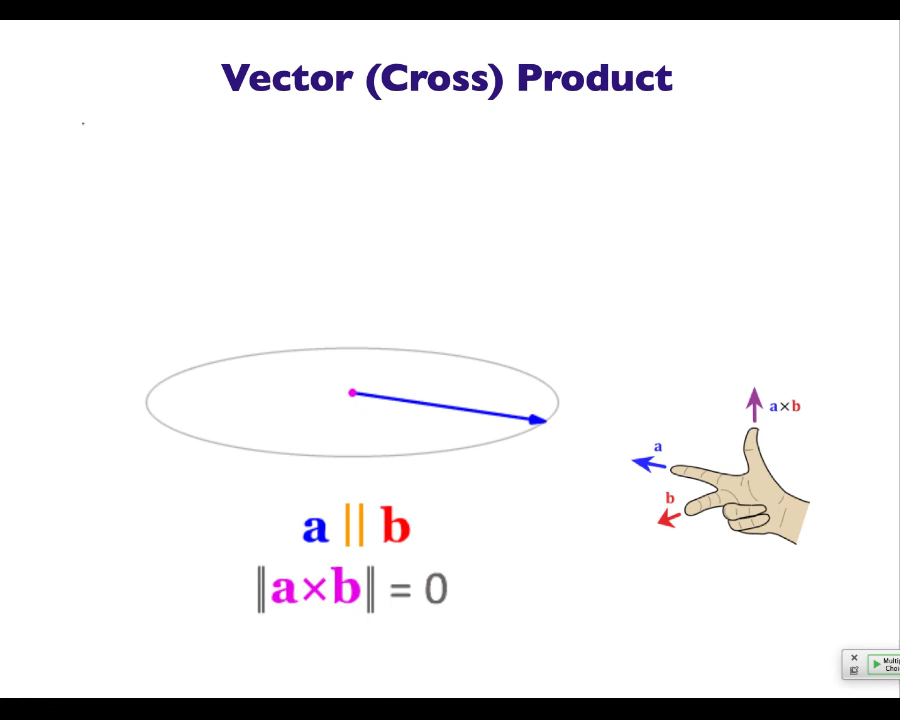 Vector (Cross) Product
a×b
a
b
a || b
‖a×b‖ = 0